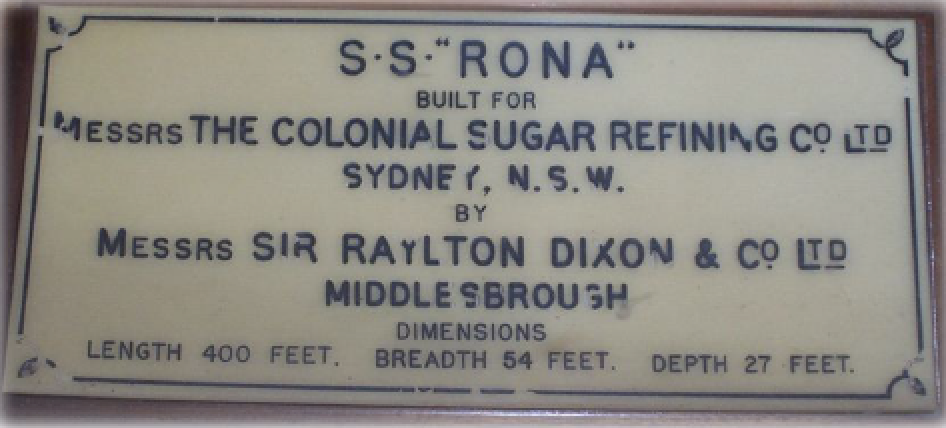 S·S·"RONA"
BUILT FOR
MESSRS THE COLONIAL SUGAR REFINING CO LTD
SYDNEY, N.S.W.
BY
MESSRS SIR RAYLTON DIXON & CO LTD
MIDDLESBROUGH
DIMENSIONS
LENGTH 400 FEET. BREADTH 54 FEET. DEPTH 27 FEET.